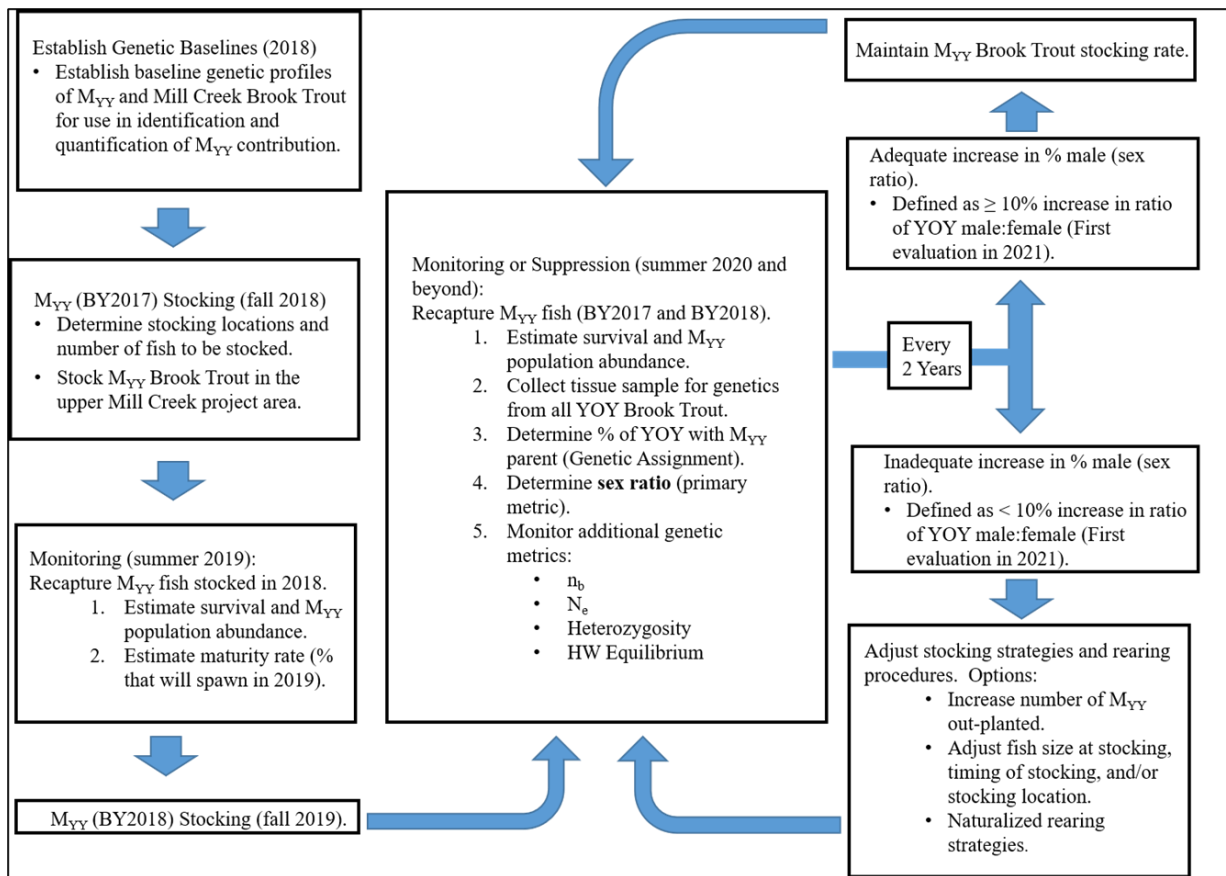 Establish Genetic Baselines (2018)
• Establish baseline genetic profiles
of MYY and Mill Creek Brook Trout
for use in identification and
quantification of MYY contribution.
MYY (BY2017) Stocking (fall 2018)
• Determine stocking locations and
number of fish to be stocked.
• Stock MYY Brook Trout in the
upper Mill Creek project area.
Monitoring (summer 2019):
Recapture MYY fish stocked in 2018.
1. Estimate survival and MYY
population abundance.
2. Estimate maturity rate (%
that will spawn in 2019).
MYY (BY2018) Stocking (fall 2019).
Monitoring or Suppression (summer 2020 and
beyond):
Recapture MYY fish (BY2017 and BY2018).
1. Estimate survival and MYY
population abundance.
2. Collect tissue sample for genetics
from all YOY Brook Trout.
3. Determine % of YOY with MYY
parent (Genetic Assignment).
4. Determine sex ratio (primary
metric).
5. Monitor additional genetic
metrics:
• nb
• Ne
• Heterozygosity
• HW Equilibrium
Every
2 Years
Maintain MYY Brook Trout stocking rate.
Adequate increase in % male (sex
ratio).
• Defined as ≥ 10% increase in ratio
of YOY male:female (First
evaluation in 2021).
Inadequate increase in % male (sex
ratio).
• Defined as < 10% increase in ratio
of YOY male:female (First
evaluation in 2021).
Adjust stocking strategies and rearing
procedures. Options:
• Increase number of MYY
out-planted.
• Adjust fish size at stocking,
timing of stocking, and/or
stocking location.
• Naturalized rearing
strategies.